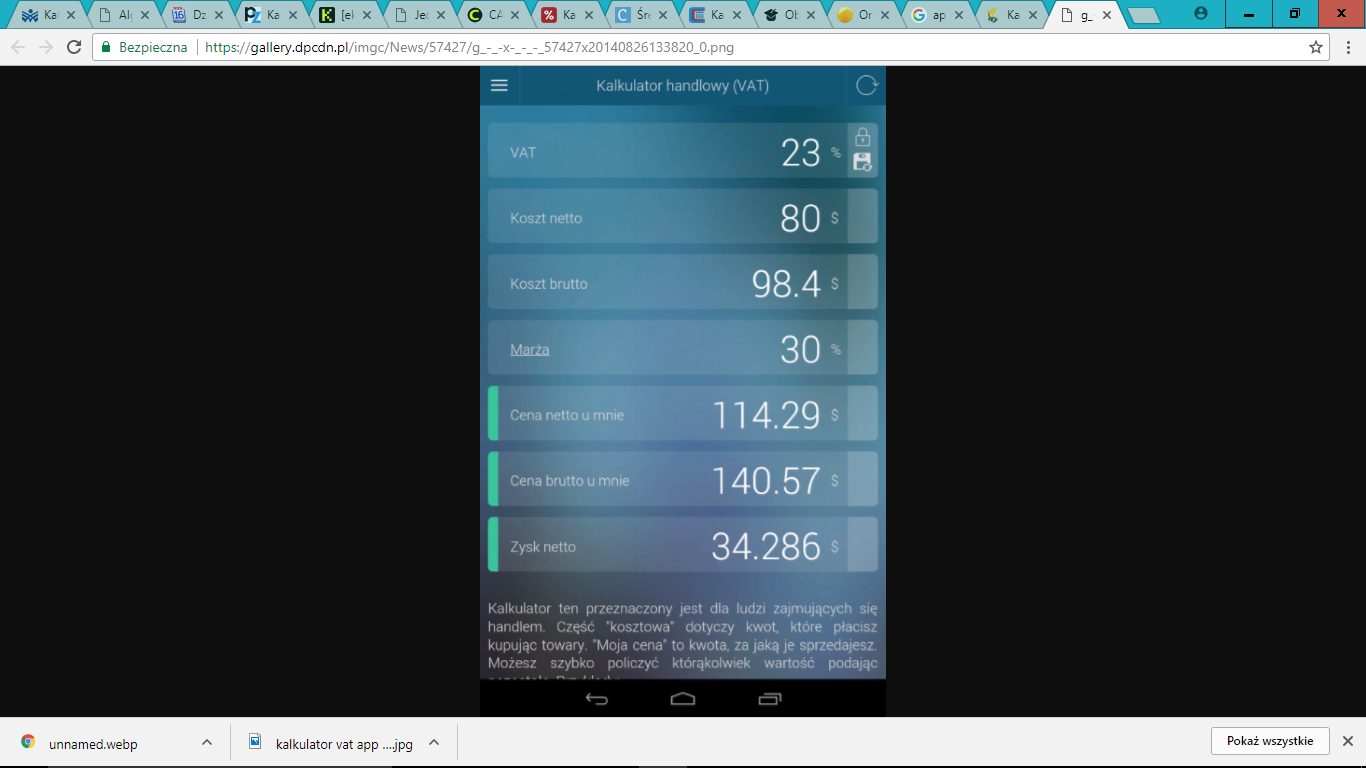 Kal
Alg
Dz
Ka
[el
Jec
CA
Ka
Śr
Ka
Ob
On
ap
Ka
g_
Bezpieczna
https://gallery.dpcdn.pl/imgc/News/57427/g_-_-x-_-_-_57427x20140826133820_0.png
Kalkulator handlowy (VAT)
VAT 23 %
Koszt netto 80 $
Koszt brutto 98.4 $
Marża 30 %
Cena netto u mnie 114.29 $
Cena brutto u mnie 140.57 $
Zysk netto 34.286 $
Kalkulator ten przeznaczony jest dla ludzi zajmujących się
handlem. Część "kosztowa" dotyczy kwot, które płacisz
kupując towary. "Moja cena" to kwota, za jaką je sprzedajesz.
Możesz szybko policzyć którąkolwiek wartość podając
unnamed.webp
kalkulator vat app ....jpg
Pokaż wszystkie